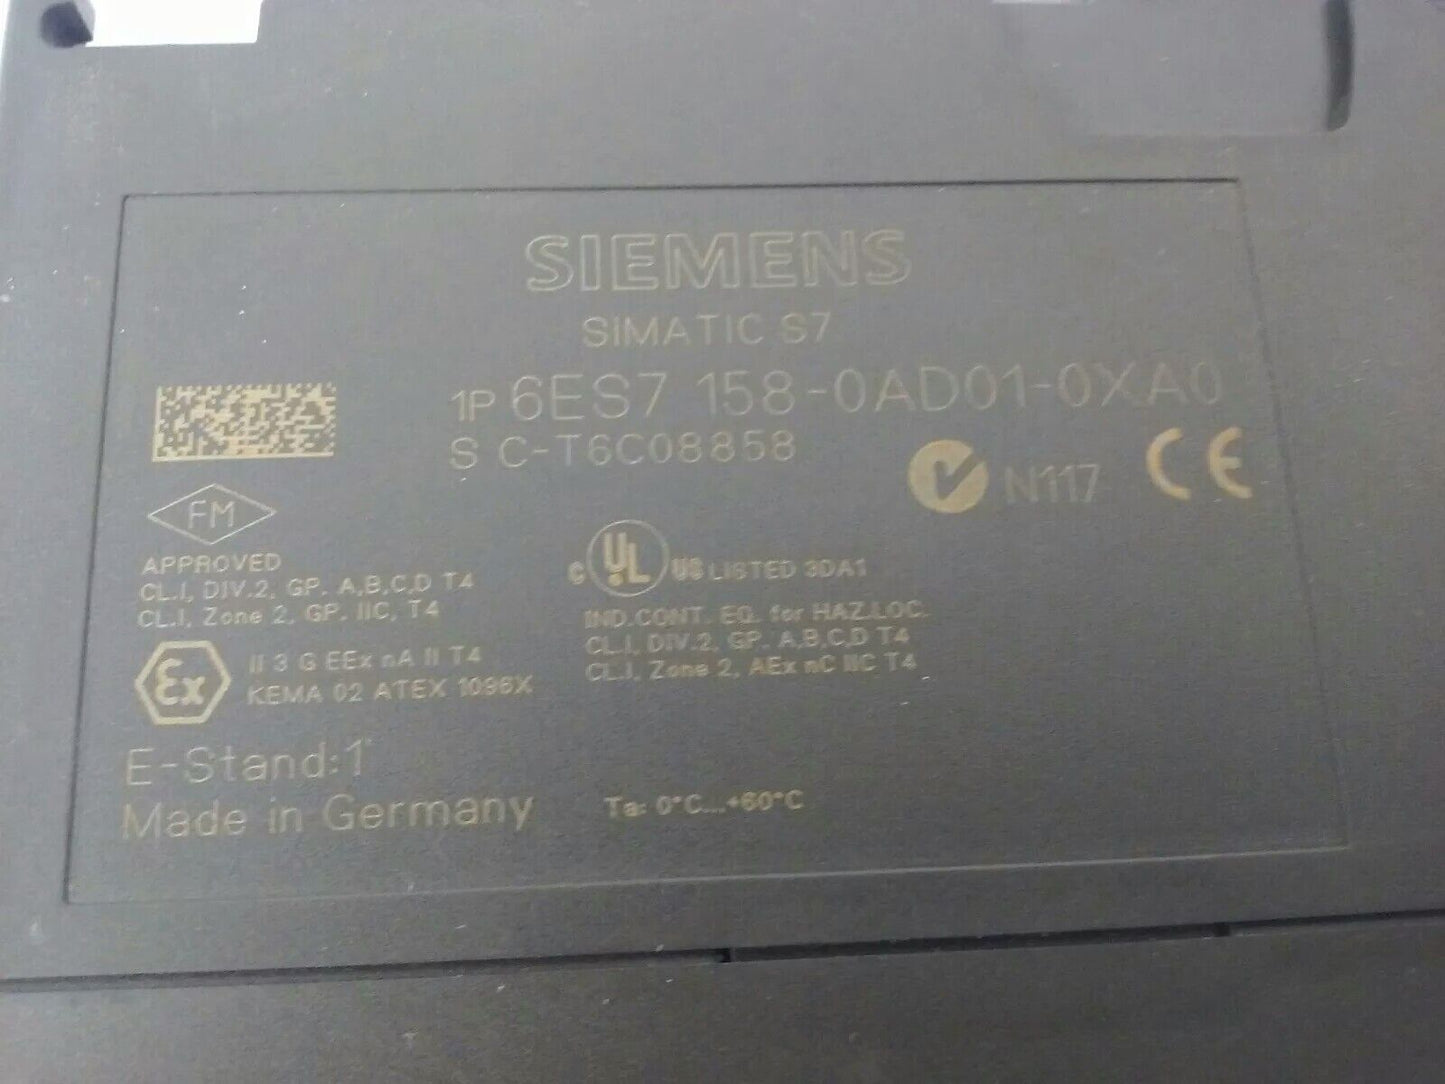 SIEMENS
SIMATIC S7
1P 6ES7 158-0AD01-0XA0
S C-T6C08858
N117 CE
FM
APPROVED
CL.I, DIV.2, GP. A,B,C,D T4
CL.I, Zone 2, GP. IIC, T4
c UL US LISTED 3DA1
IND.CONT. EQ. for HAZ.LOC.
CL.I, DIV.2, GP. A,B,C,D T4
CL.I, Zone 2, AEx nC IIC T4
Ex II 3 G EEx nA II T4
KEMA 02 ATEX 1096X
E-Stand:1
Made in Germany
Ta: 0°C....+60°C